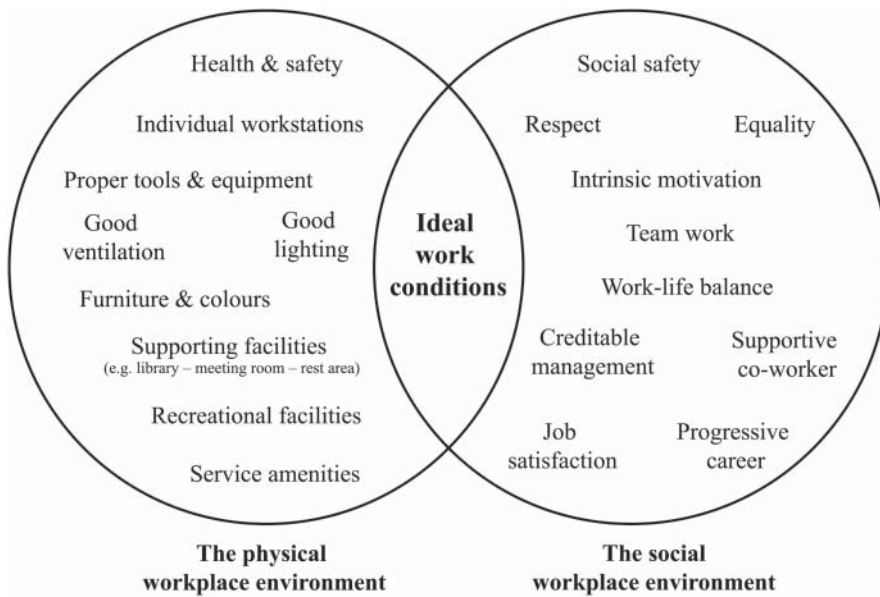 Health & safety
Individual workstations
Proper tools & equipment
Good
ventilation
Good
lighting
Furniture & colours
Supporting facilities
(e.g. library – meeting room – rest area)
Recreational facilities
Service amenities
Ideal
work
conditions
Social safety
Respect
Equality
Intrinsic motivation
Team work
Work-life balance
Creditable
management
Supportive
co-worker
Job
satisfaction
Progressive
career
The physical
workplace environment
The social
workplace environment